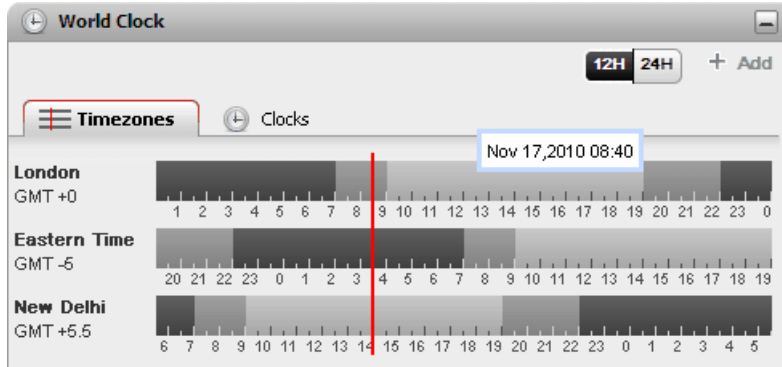 World Clock
12H 24H + Add
Timezones Clocks
Nov 17,2010 08:40
London
GMT +0
1 2 3 4 5 6 7 8 9 10 11 12 13 14 15 16 17 18 19 20 21 22 23 0
Eastern Time
GMT -5
20 21 22 23 0 1 2 3 4 5 6 7 8 9 10 11 12 13 14 15 16 17 18 19
New Delhi
GMT +5.5
6 7 8 9 10 11 12 13 14 15 16 17 18 19 20 21 22 23 0 1 2 3 4 5